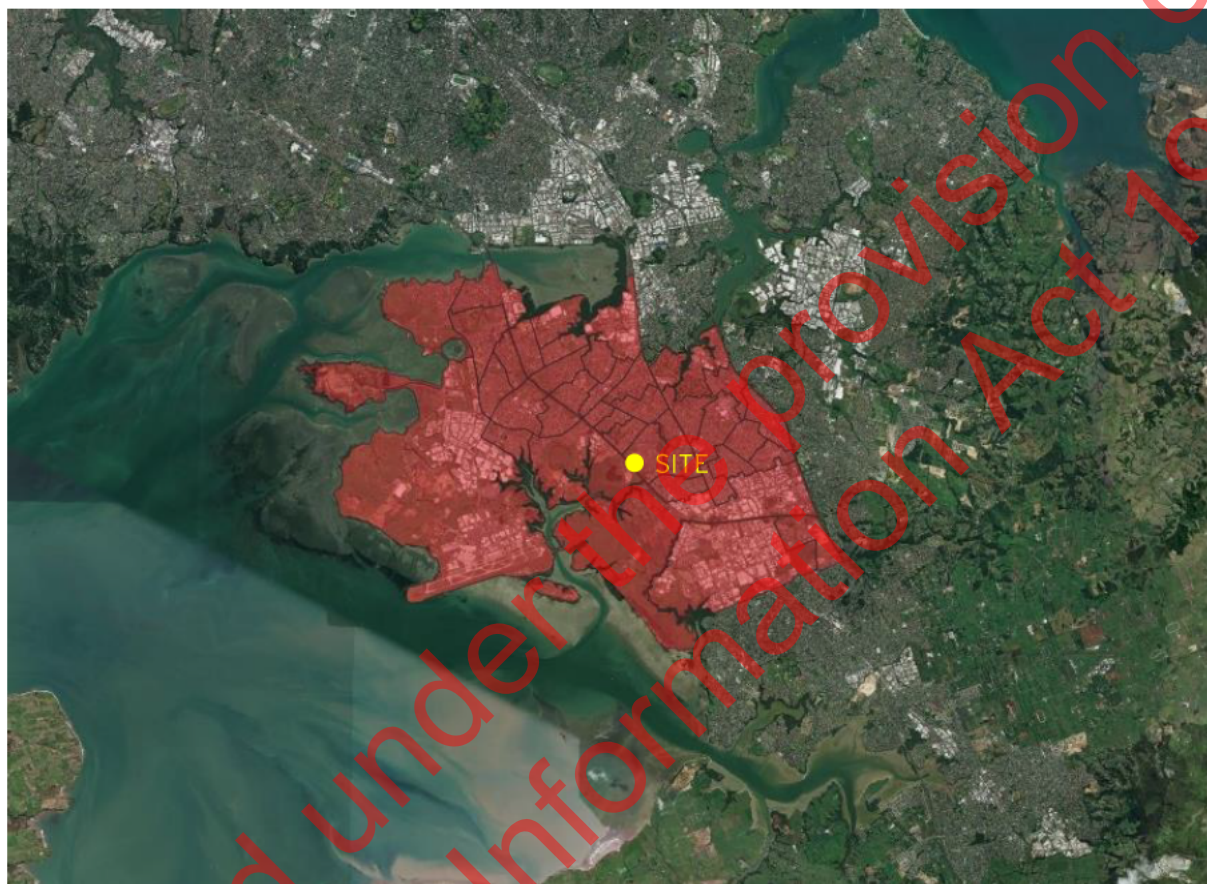 SITE
d under the provision o
Information Act 19